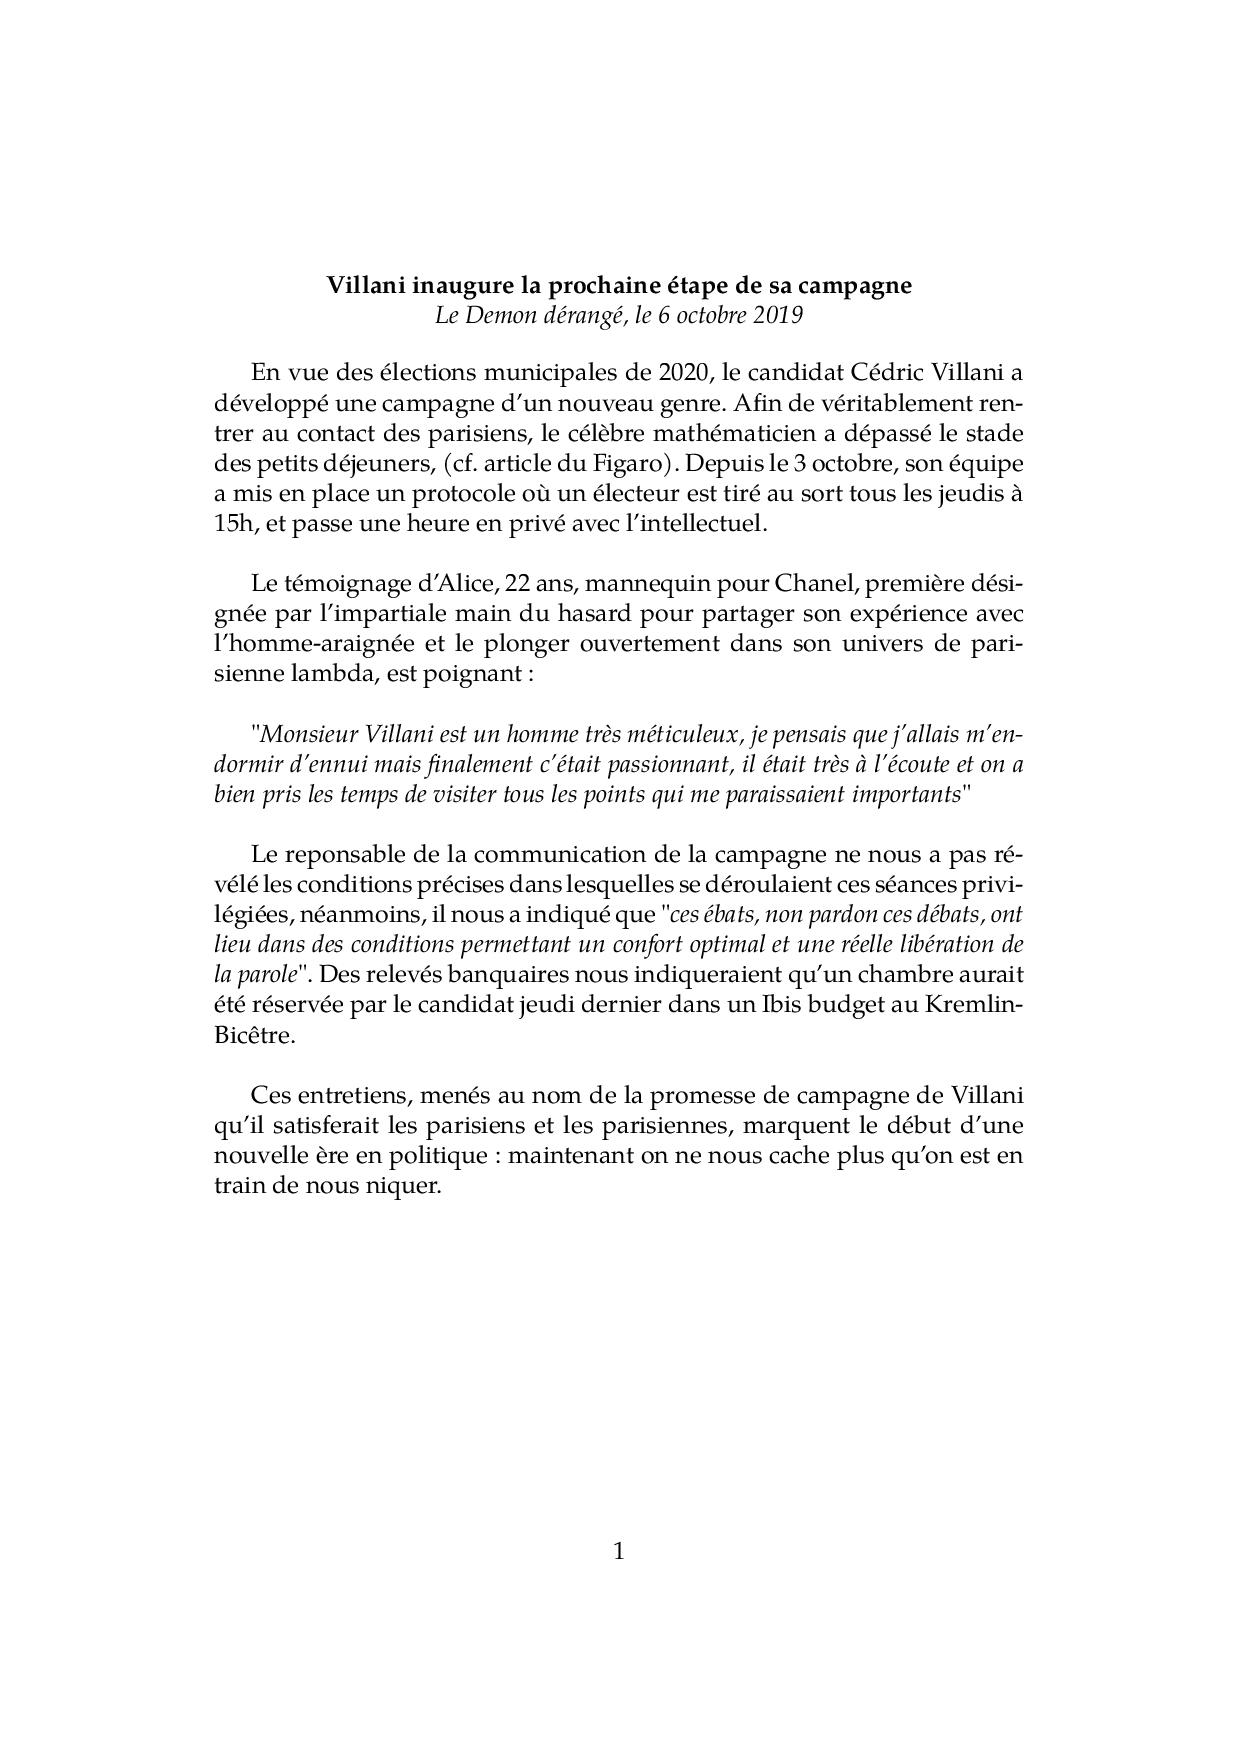 Villani inaugure la prochaine étape de sa campagne
Le Demon dérangé, le 6 octobre 2019
En vue des élections municipales de 2020, le candidat Cédric Villani a
développé une campagne d'un nouveau genre. Afin de véritablement ren-
trer au contact des parisiens, le célèbre mathématicien a dépassé le stade
des petits déjeuners, (cf. article du Figaro). Depuis le 3 octobre, son équipe
a mis en place un protocole où un électeur est tiré au sort tous les jeudis à
15h, et passe une heure en privé avec l'intellectuel.
Le témoignage d'Alice, 22 ans, mannequin pour Chanel, première dési-
gnée par l'impartiale main du hasard pour partager son expérience avec
l'homme-araignée et le plonger ouvertement dans son univers de pari-
sienne lambda, est poignant :
"Monsieur Villani est un homme très méticuleux, je pensais que j'allais m'en-
dormir d'ennui mais finalement c'était passionnant, il était très à l'écoute et on a
bien pris les temps de visiter tous les points qui me paraissaient importants"
Le reponsable de la communication de la campagne ne nous a pas ré-
vélé les conditions précises dans lesquelles se déroulaient ces séances privi-
légiées, néanmoins, il nous a indiqué que "ces ébats, non pardon ces débats, ont
lieu dans des conditions permettant un confort optimal et une réelle libération de
la parole". Des relevés banquaires nous indiqueraient qu'un chambre aurait
été réservée par le candidat jeudi dernier dans un Ibis budget au Kremlin-
Bicêtre.
Ces entretiens, menés au nom de la promesse de campagne de Villani
qu'il satisferait les parisiens et les parisiennes, marquent le début d'une
nouvelle ère en politique : maintenant on ne nous cache plus qu'on est en
train de nous niquer.
1